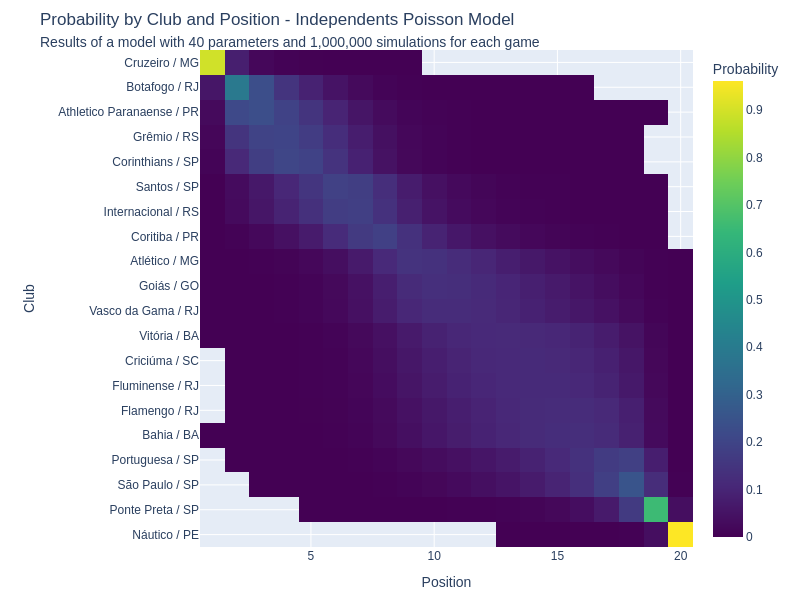 Probability by Club and Position - Independents Poisson Model
Results of a model with 40 parameters and 1,000,000 simulations for each game
Probability
Club
Cruzeiro / MG
Botafogo / RJ
Athletico Paranaense / PR
Grêmio / RS
Corinthians / SP
Santos / SP
Internacional / RS
Coritiba / PR
Atlético / MG
Goiás / GO
Vasco da Gama / RJ
Vitória / BA
Criciúma / SC
Fluminense / RJ
Flamengo / RJ
Bahia / BA
Portuguesa / SP
São Paulo / SP
Ponte Preta / SP
Náutico / PE
0.9
0.8
0.7
0.6
0.5
0.4
0.3
0.2
0.1
0
5 10 15 20
Position